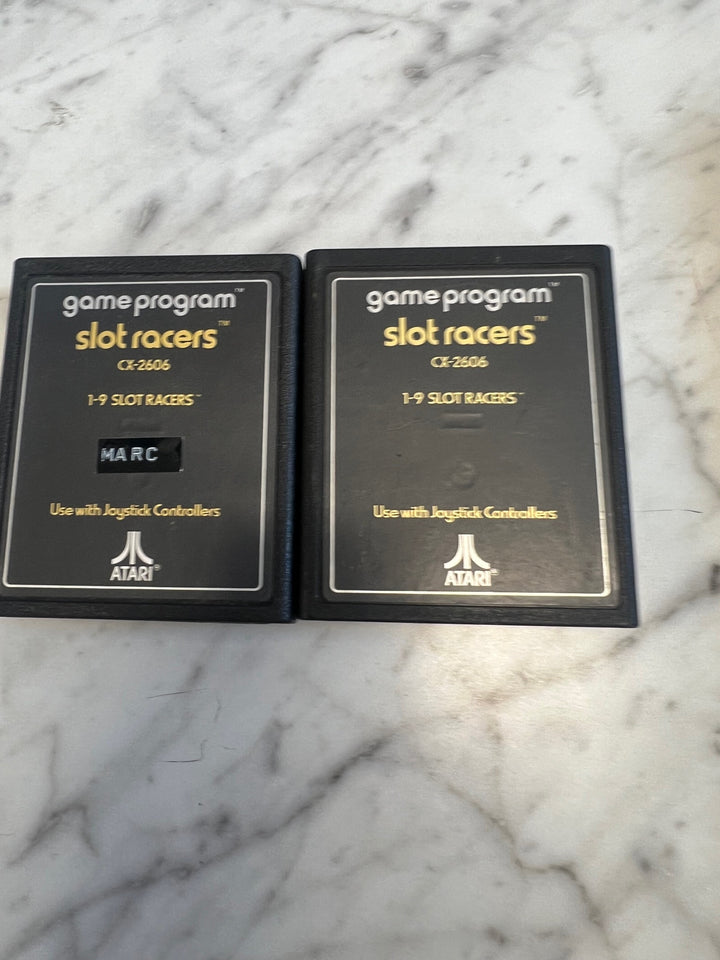 game program™
slot racers™
CX-2606
1-9 SLOT RACERS™
MARC
Use with Joystick Controllers
ATARI®
game program™
slot racers™
CX-2606
1-9 SLOT RACERS™
Use with Joystick Controllers
ATARI®